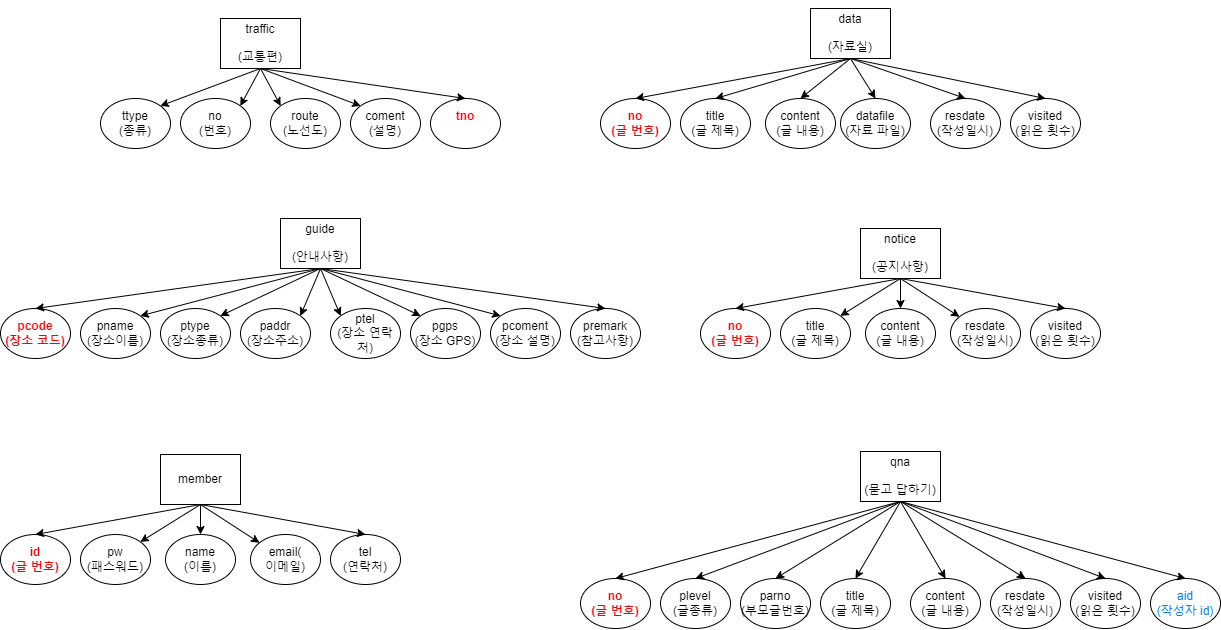 traffic
(교통편)
ttype
(종류)
no
(번호)
route
(노선도)
coment
(설명)
tno
data
(자료실)
no
(글 번호)
title
(글 제목)
content
(글 내용)
datafile
(자료 파일)
resdate
(작성일시)
visited
(읽은 횟수)
guide
(안내사항)
pcode
(장소 코드)
pname
(장소이름)
ptype
(장소종류)
paddr
(장소주소)
ptel
(장소 연락
처)
pgps
(장소 GPS)
pcoment
(장소 설명)
premark
(참고사항)
notice
(공지사항)
no
(글 번호)
title
(글 제목)
content
(글 내용)
resdate
(작성일시)
visited
(읽은 횟수)
member
id
(글 번호)
pw
(패스워드)
name
(이름)
email(
이메일)
tel
(연락처)
qna
(묻고 답하기)
no
(글 번호)
plevel
(글종류)
parno
(부모글번호)
title
(글 제목)
content
(글 내용)
resdate
(작성일시)
visited
(읽은 횟수)
aid
(작성자 id)